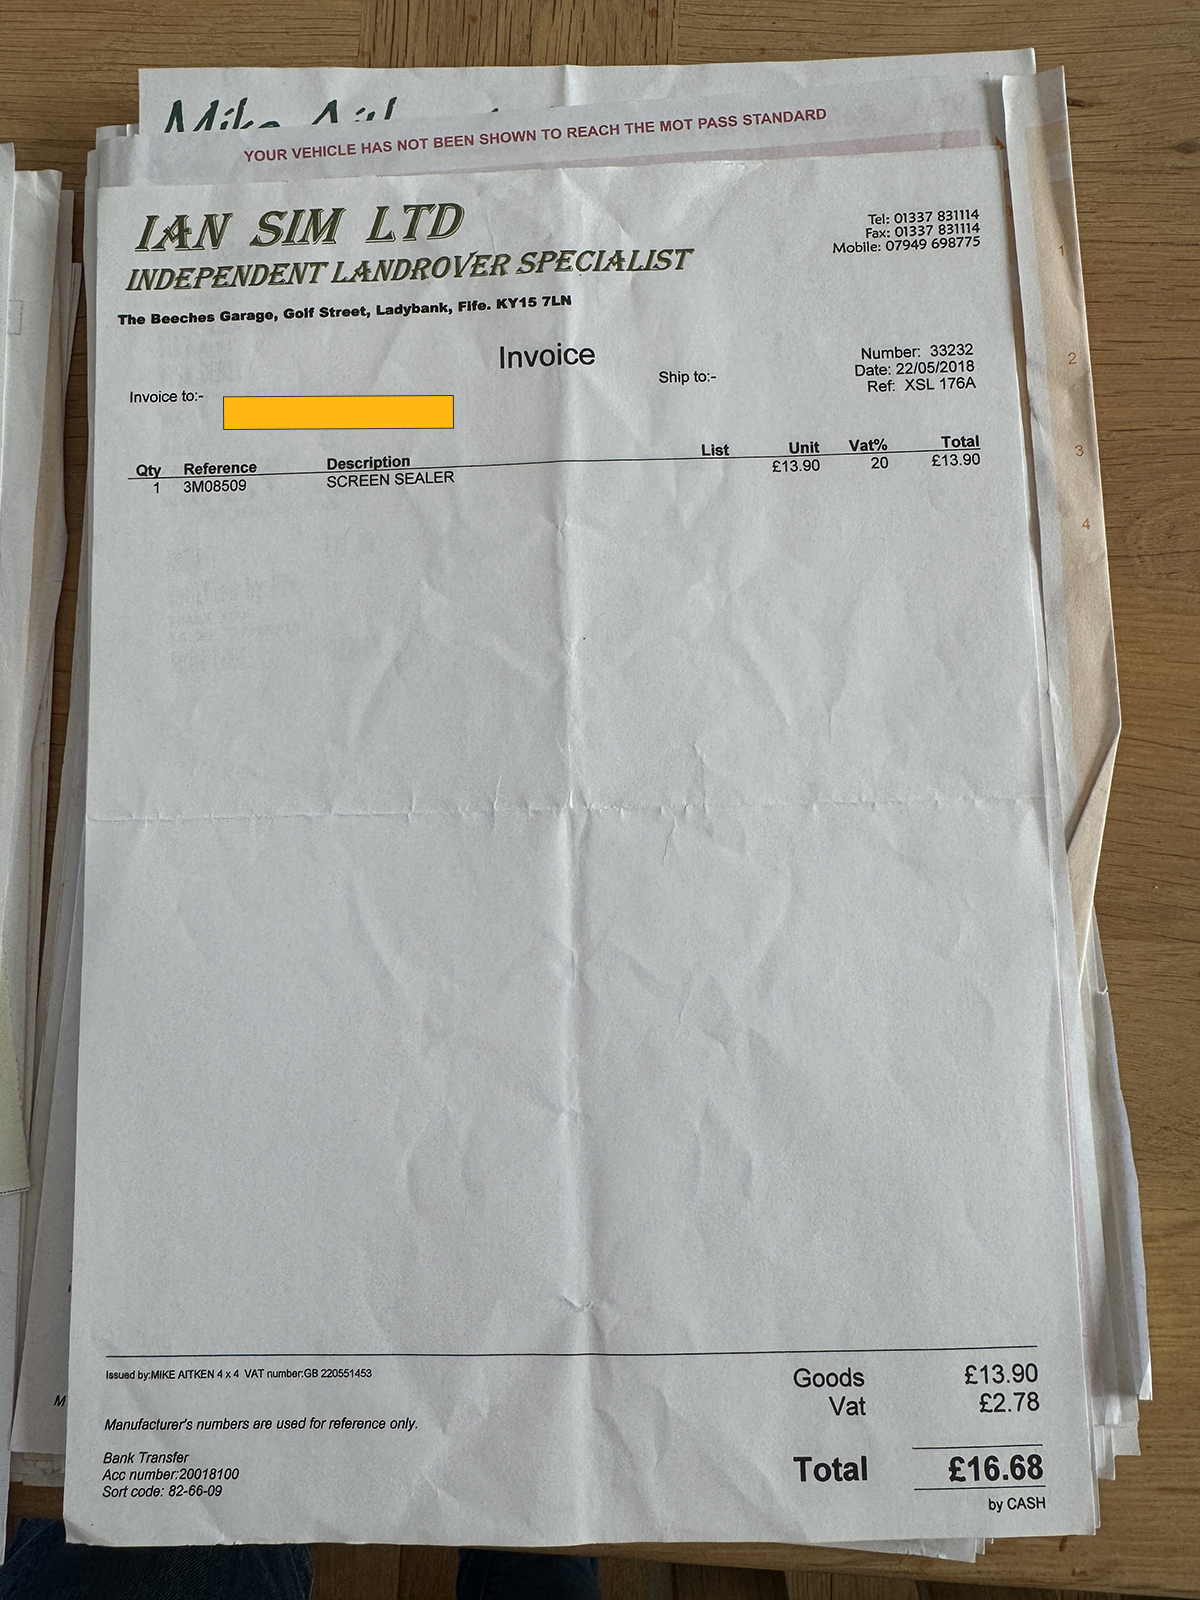 YOUR VEHICLE HAS NOT BEEN SHOWN TO REACH THE MOT PASS STANDARD
IAN SIM LTD
INDEPENDENT LANDROVER SPECIALIST
The Beeches Garage, Golf Street, Ladybank, Fife. KY15 7LN
Tel: 01337 831114
Fax: 01337 831114
Mobile: 07949 698775
Invoice
Number: 33232
Date: 22/05/2018
Ref: XSL 176A
Invoice to:-
Ship to:-
Qty Reference Description List Unit Vat% Total
1 3M08509 SCREEN SEALER £13.90 20 £13.90
1
2
3
4
Issued by:MIKE AITKEN 4 x 4 VAT number:GB 220551453
Manufacturer's numbers are used for reference only.
Bank Transfer
Acc number:20018100
Sort code: 82-66-09
Goods £13.90
Vat £2.78
Total £16.68
by CASH
M